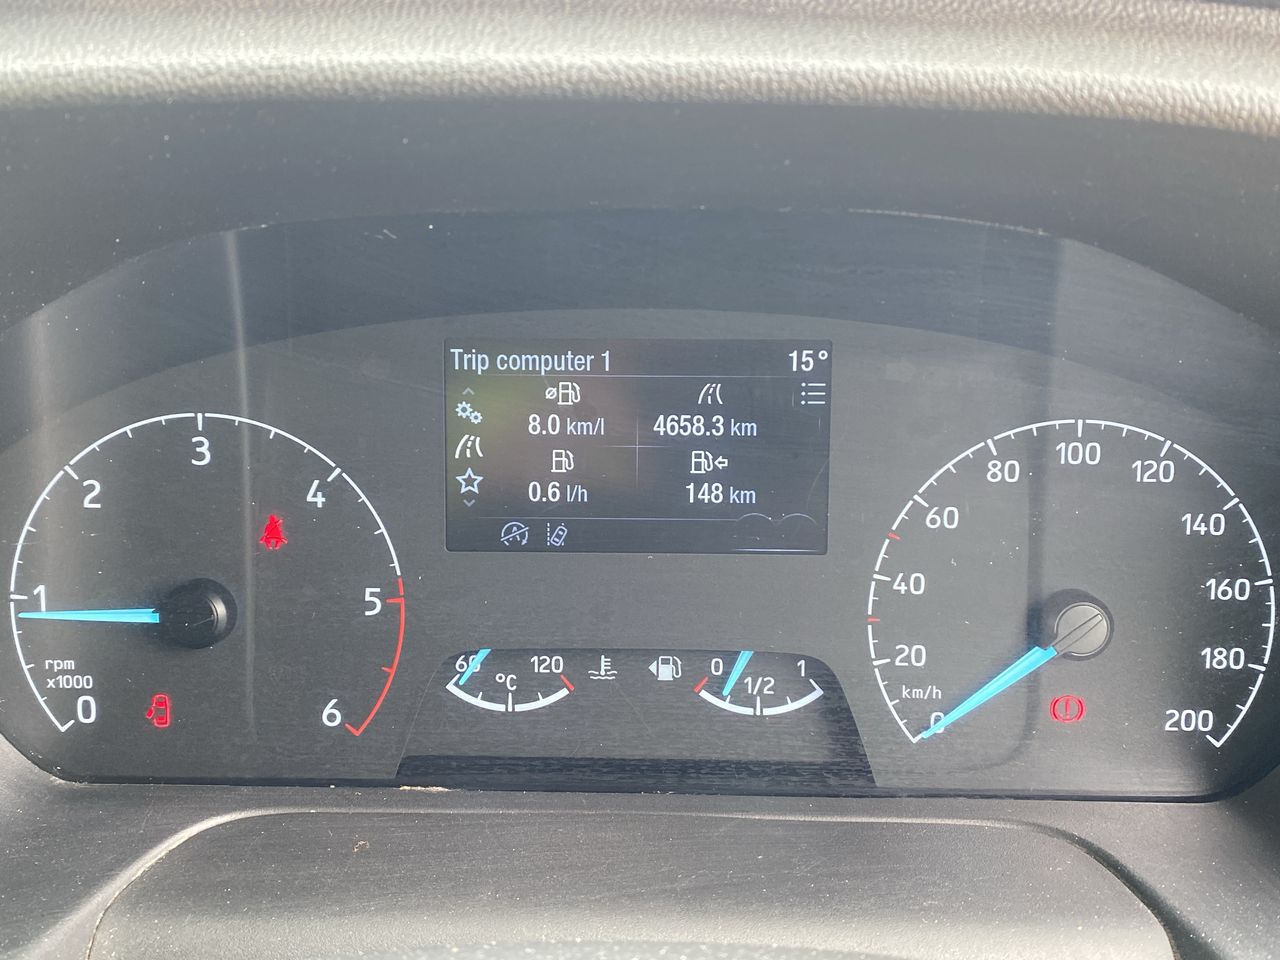 Trip computer 1 15°
8.0 km/l 4658.3 km
0.6 l/h 148 km
0 1 2 3 4 5 6
rpm
x1000
60 120
°C
0 1/2 1
0 20 40 60 80 100 120 140 160 180 200
km/h